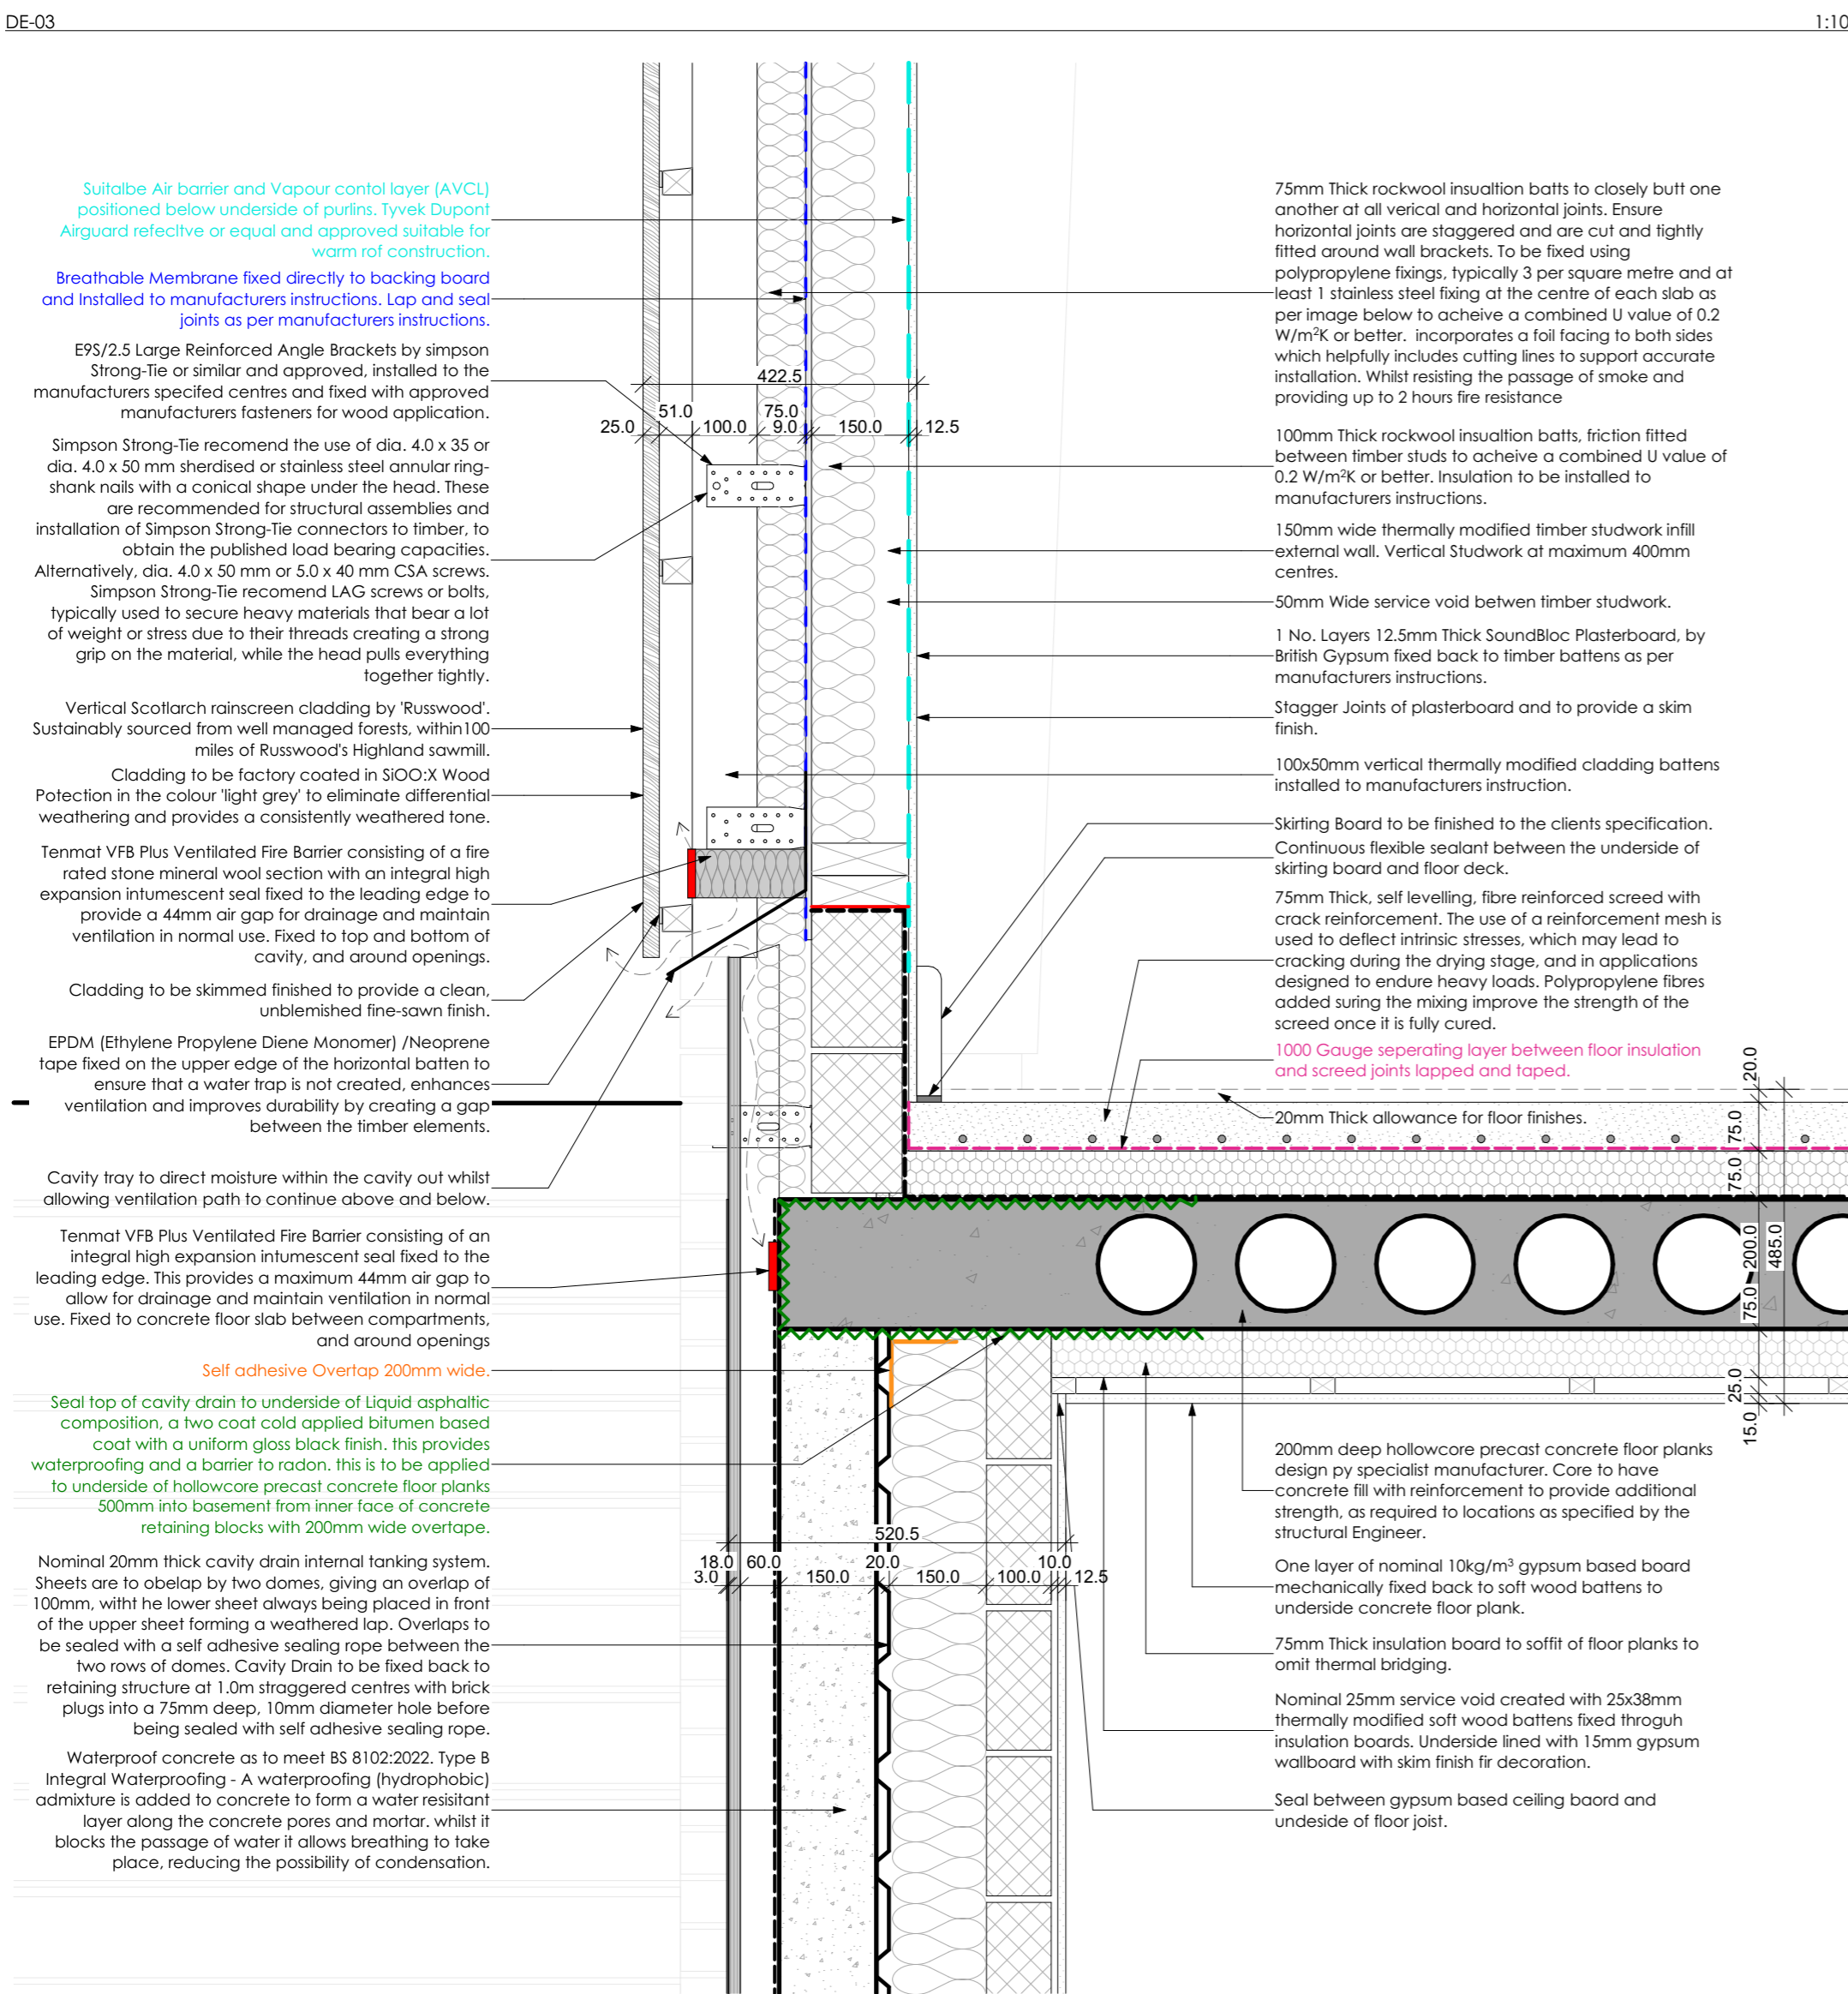 DE-03
1:10
Suitalbe Air barrier and Vapour contol layer (AVCL)
positioned below underside of purlins. Tyvek Dupont
Airguard refecltve or equal and approved suitable for
warm rof construction.
Breathable Membrane fixed directly to backing board
and Installed to manufacturers instructions. Lap and seal
joints as per manufacturers instructions.
E9S/2.5 Large Reinforced Angle Brackets by simpson
Strong-Tie or similar and approved, installed to the
manufacturers specifed centres and fixed with approved
manufacturers fasteners for wood application.
Simpson Strong-Tie recomend the use of dia. 4.0 x 35 or
dia. 4.0 x 50 mm sherdised or stainless steel annular ring-
shank nails with a conical shape under the head. These
are recommended for structural assemblies and
installation of Simpson Strong-Tie connectors to timber, to
obtain the published load bearing capacities.
Alternatively, dia. 4.0 x 50 mm or 5.0 x 40 mm CSA screws.
Simpson Strong-Tie recomend LAG screws or bolts,
typically used to secure heavy materials that bear a lot
of weight or stress due to their threads creating a strong
grip on the material, while the head pulls everything
together tightly.
Vertical Scotlarch rainscreen cladding by 'Russwood'.
Sustainably sourced from well managed forests, within100
miles of Russwood's Highland sawmill.
Cladding to be factory coated in SiOO:X Wood
Potection in the colour 'light grey' to eliminate differential
weathering and provides a consistently weathered tone.
Tenmat VFB Plus Ventilated Fire Barrier consisting of a fire
rated stone mineral wool section with an integral high
expansion intumescent seal fixed to the leading edge to
provide a 44mm air gap for drainage and maintain
ventilation in normal use. Fixed to top and bottom of
cavity, and around openings.
Cladding to be skimmed finished to provide a clean,
unblemished fine-sawn finish.
EPDM (Ethylene Propylene Diene Monomer) /Neoprene
tape fixed on the upper edge of the horizontal batten to
ensure that a water trap is not created, enhances
ventilation and improves durability by creating a gap
between the timber elements.
Cavity tray to direct moisture within the cavity out whilst
allowing ventilation path to continue above and below.
Tenmat VFB Plus Ventilated Fire Barrier consisting of an
integral high expansion intumescent seal fixed to the
leading edge. This provides a maximum 44mm air gap to
allow for drainage and maintain ventilation in normal
use. Fixed to concrete floor slab between compartments,
and around openings
Self adhesive Overtap 200mm wide.
Seal top of cavity drain to underside of Liquid asphaltic
composition, a two coat cold applied bitumen based
coat with a uniform gloss black finish. this provides
waterproofing and a barrier to radon. this is to be applied
to underside of hollowcore precast concrete floor planks
500mm into basement from inner face of concrete
retaining blocks with 200mm wide overtape.
Nominal 20mm thick cavity drain internal tanking system.
Sheets are to obelap by two domes, giving an overlap of
100mm, witht he lower sheet always being placed in front
of the upper sheet forming a weathered lap. Overlaps to
be sealed with a self adhesive sealing rope between the
two rows of domes. Cavity Drain to be fixed back to
retaining structure at 1.0m straggered centres with brick
plugs into a 75mm deep, 10mm diameter hole before
being sealed with self adhesive sealing rope.
Waterproof concrete as to meet BS 8102:2022. Type B
Integral Waterproofing - A waterproofing (hydrophobic)
admixture is added to concrete to form a water resisitant
layer along the concrete pores and mortar. whilst it
blocks the passage of water it allows breathing to take
place, reducing the possibility of condensation.
422.5
51.0
75.0
25.0
100.0
9.0
150.0
12.5
520.5
18.0
60.0
20.0
10.0
3.0
150.0
150.0
100.0
12.5
75mm Thick rockwool insualtion batts to closely butt one
another at all verical and horizontal joints. Ensure
horizontal joints are staggered and are cut and tightly
fitted around wall brackets. To be fixed using
polypropylene fixings, typically 3 per square metre and at
least 1 stainless steel fixing at the centre of each slab as
per image below to acheive a combined U value of 0.2
W/m²K or better.  incorporates a foil facing to both sides
which helpfully includes cutting lines to support accurate
installation. Whilst resisting the passage of smoke and
providing up to 2 hours fire resistance
100mm Thick rockwool insualtion batts, friction fitted
between timber studs to acheive a combined U value of
0.2 W/m²K or better. Insulation to be installed to
manufacturers instructions.
150mm wide thermally modified timber studwork infill
external wall. Vertical Studwork at maximum 400mm
centres.
50mm Wide service void betwen timber studwork.
1 No. Layers 12.5mm Thick SoundBloc Plasterboard, by
British Gypsum fixed back to timber battens as per
manufacturers instructions.
Stagger Joints of plasterboard and to provide a skim
finish.
100x50mm vertical thermally modified cladding battens
installed to manufacturers instruction.
Skirting Board to be finished to the clients specification.
Continuous flexible sealant between the underside of
skirting board and floor deck.
75mm Thick, self levelling, fibre reinforced screed with
crack reinforcement. The use of a reinforcement mesh is
used to deflect intrinsic stresses, which may lead to
cracking during the drying stage, and in applications
designed to endure heavy loads. Polypropylene fibres
added suring the mixing improve the strength of the
screed once it is fully cured.
1000 Gauge seperating layer between floor insulation
and screed joints lapped and taped.
20mm Thick allowance for floor finishes.
20.0
75.0
75.0
200.0
485.0
75.0
25.0
15.0
200mm deep hollowcore precast concrete floor planks
design py specialist manufacturer. Core to have
concrete fill with reinforcement to provide additional
strength, as required to locations as specified by the
structural Engineer.
One layer of nominal 10kg/m³ gypsum based board
mechanically fixed back to soft wood battens to
underside concrete floor plank.
75mm Thick insulation board to soffit of floor planks to
omit thermal bridging.
Nominal 25mm service void created with 25x38mm
thermally modified soft wood battens fixed throguh
insulation boards. Underside lined with 15mm gypsum
wallboard with skim finish fir decoration.
Seal between gypsum based ceiling baord and
undeside of floor joist.